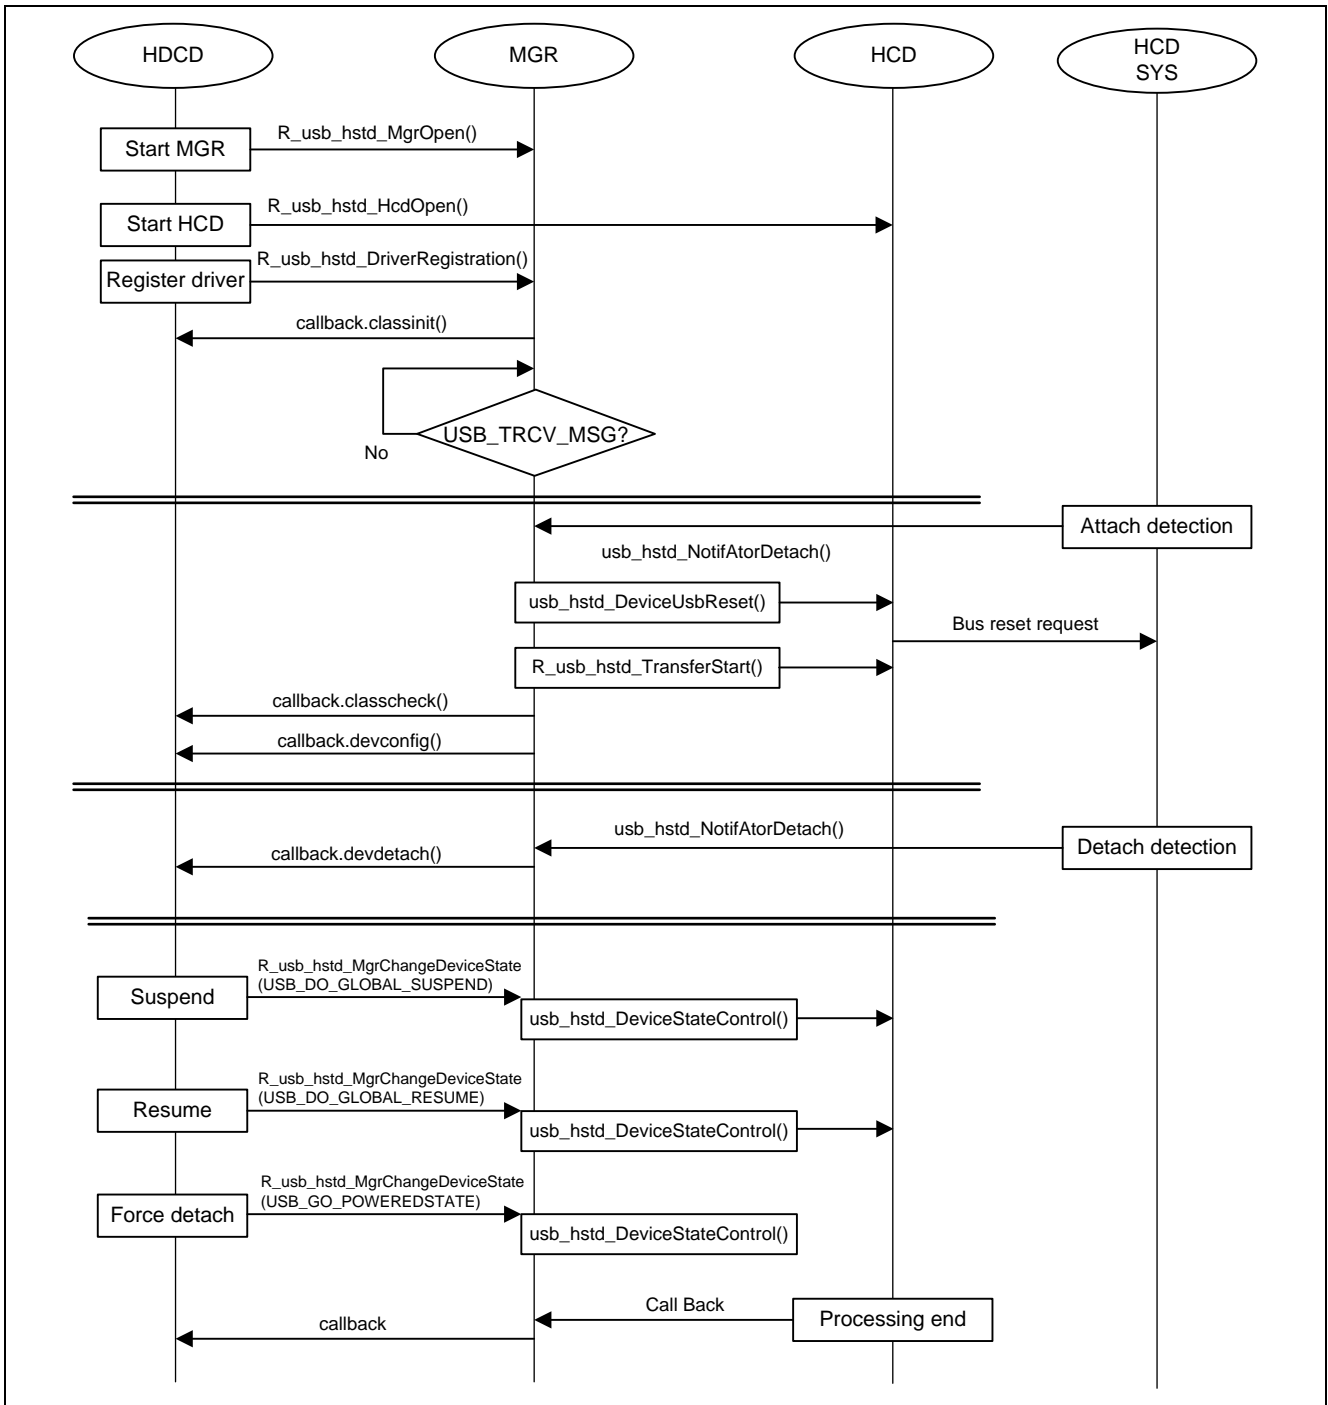 HDCD
MGR
HCD
HCD
SYS
Start MGR
R_usb_hstd_MgrOpen()
Start HCD
R_usb_hstd_HcdOpen()
Register driver
R_usb_hstd_DriverRegistration()
callback.classinit()
USB_TRCV_MSG?
No
Attach detection
usb_hstd_NotifAtorDetach()
usb_hstd_DeviceUsbReset()
Bus reset request
R_usb_hstd_TransferStart()
callback.classcheck()
callback.devconfig()
usb_hstd_NotifAtorDetach()
Detach detection
callback.devdetach()
R_usb_hstd_MgrChangeDeviceState
(USB_DO_GLOBAL_SUSPEND)
Suspend
usb_hstd_DeviceStateControl()
R_usb_hstd_MgrChangeDeviceState
(USB_DO_GLOBAL_RESUME)
Resume
usb_hstd_DeviceStateControl()
R_usb_hstd_MgrChangeDeviceState
(USB_GO_POWEREDSTATE)
Force detach
usb_hstd_DeviceStateControl()
Call Back
Processing end
callback